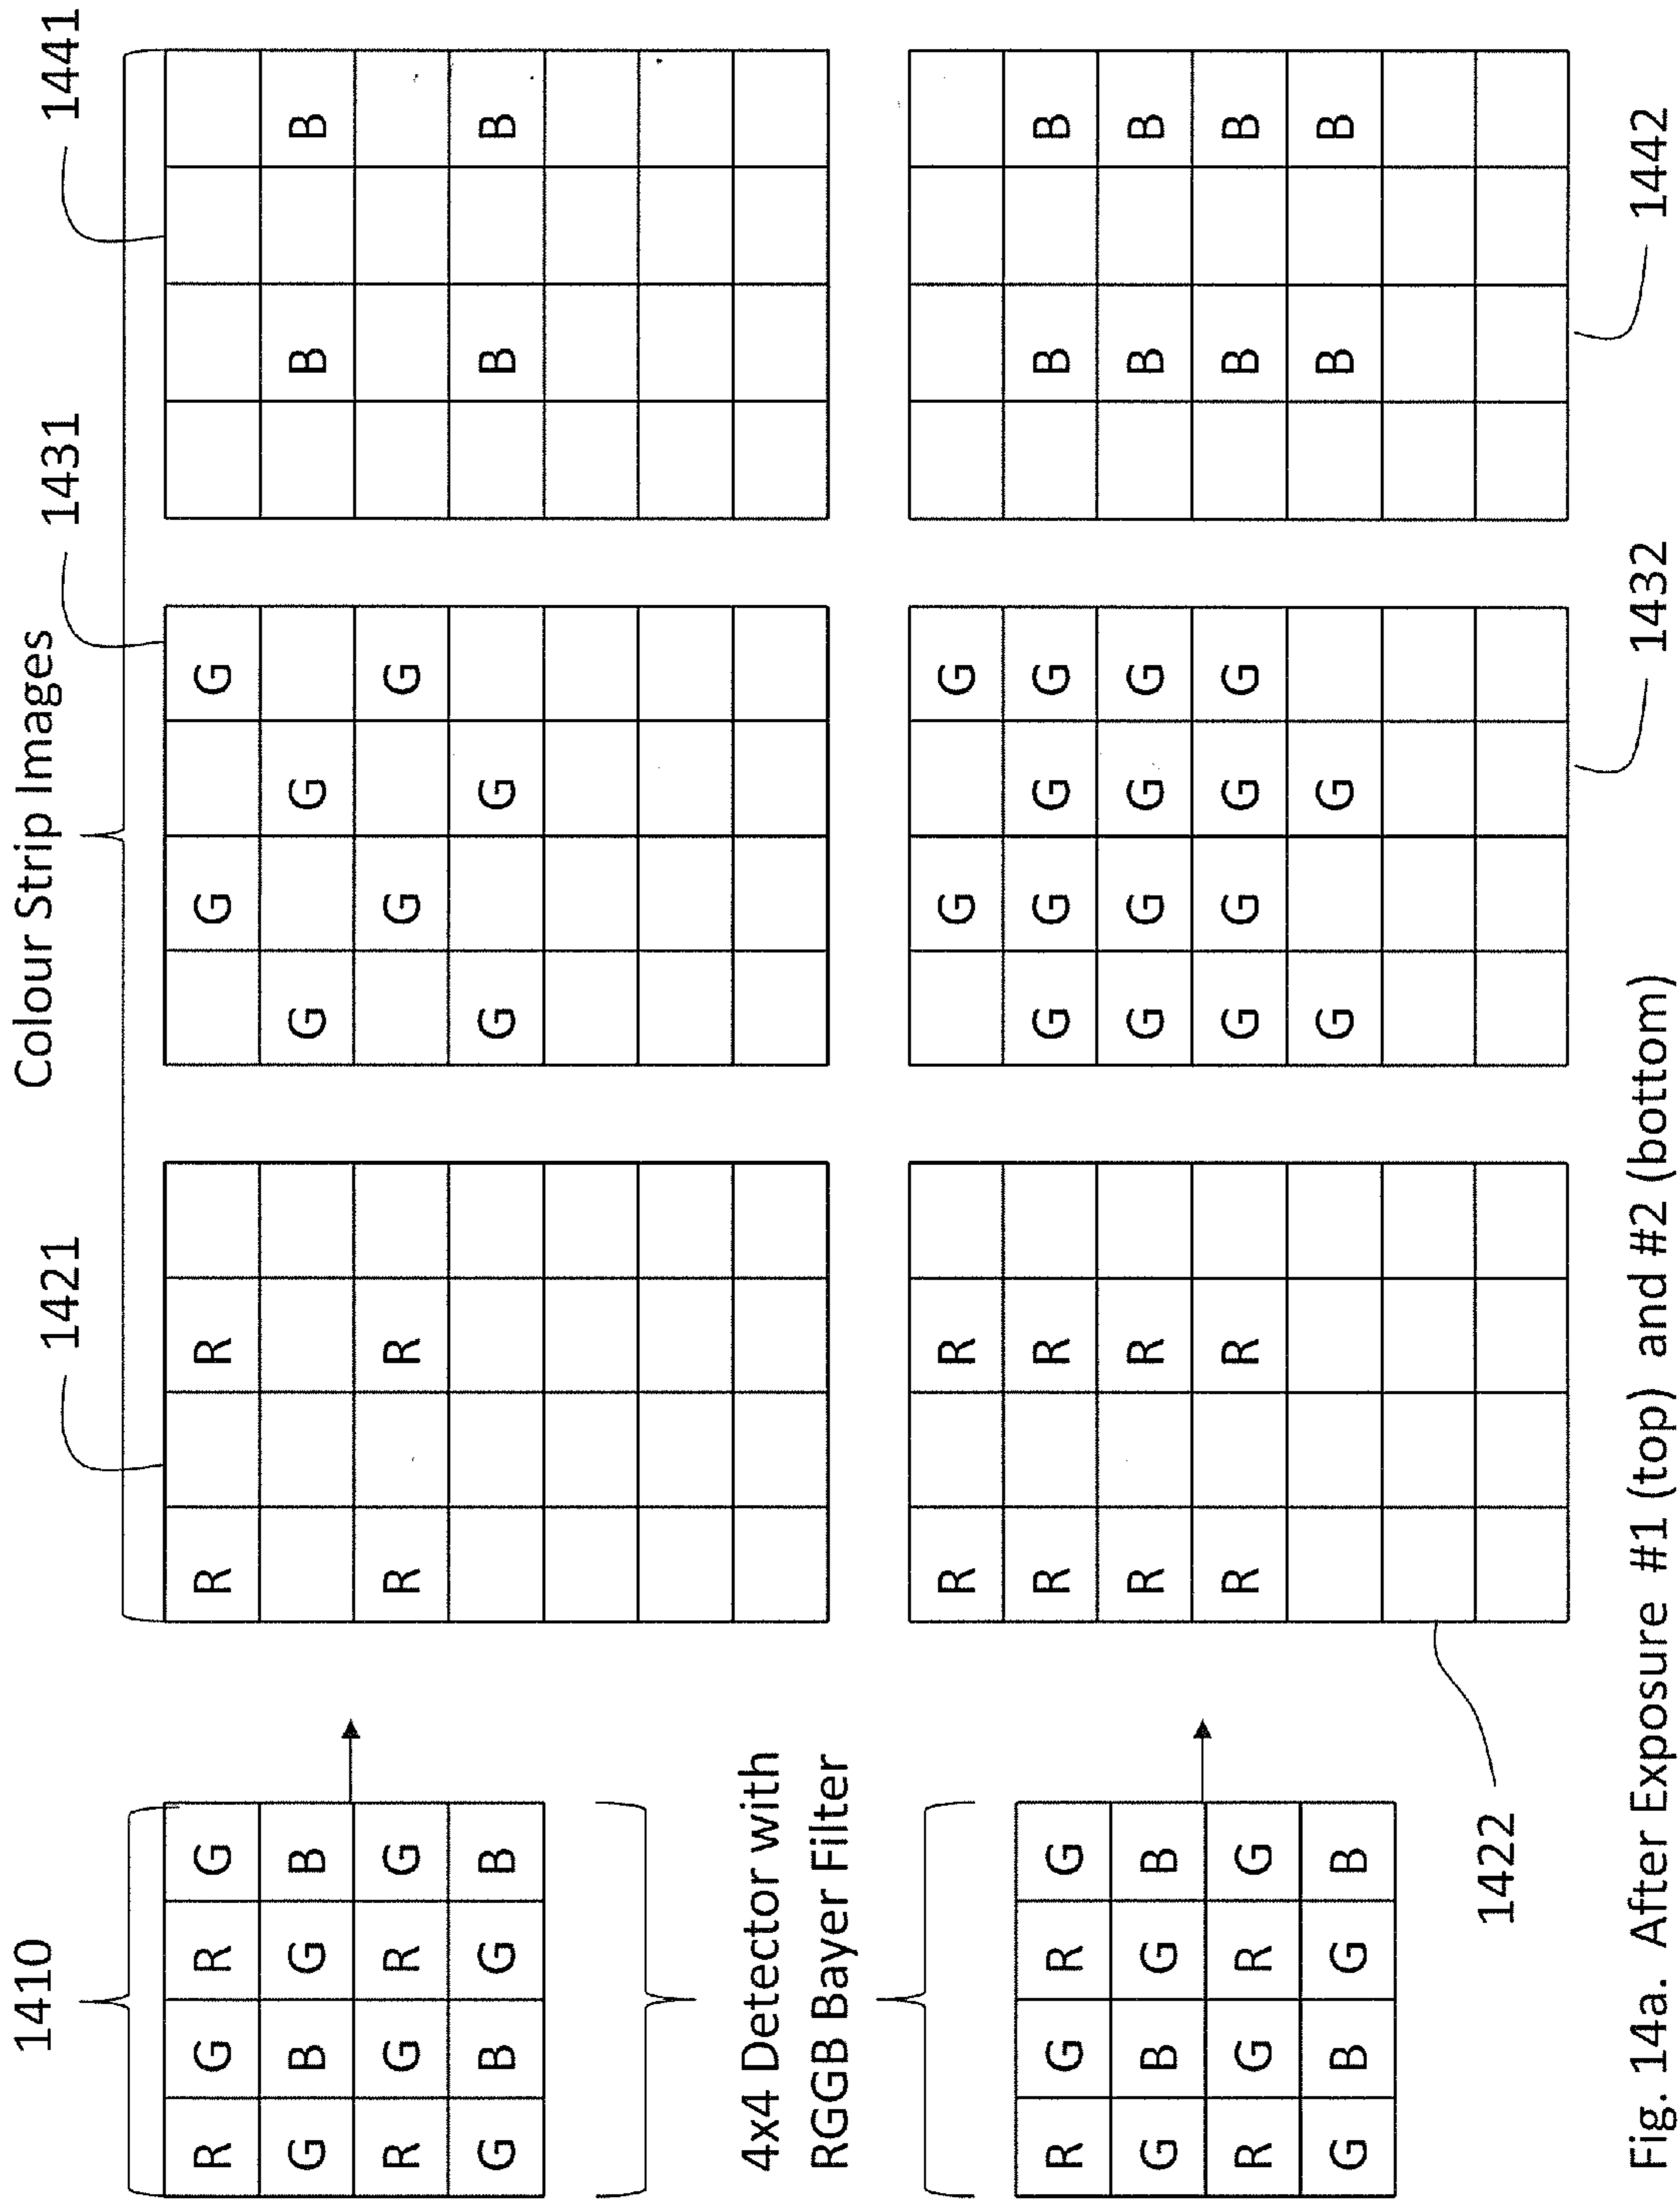 Colour Strip Images
1410 1421 1431 1441
R G R G R R G G
G B G B G G B B
R G R G R R G G
G B G B G G B B
4x4 Detector with
RGGB Bayer Filter
R R G G
R G R G R R G G G G B B
G B G B R R G G G G B B
R G R G R R G G G G B B
G B G B G G B B
1422 1432 1442
Fig. 14a. After Exposure #1 (top) and #2 (bottom)